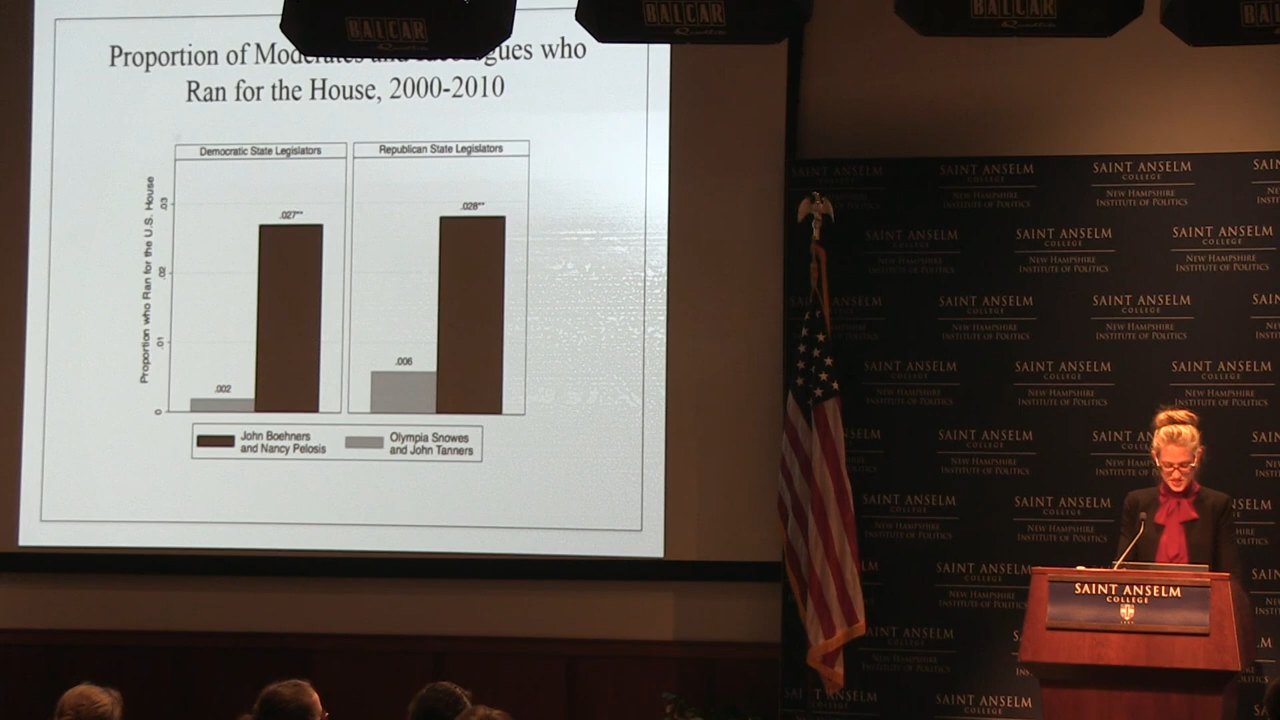 BALCAR
BALCAR
BALCAR
Proportion of Moderates and Ideologues who
Ran for the House, 2000-2010
Democratic State Legislators
Republican State Legislators
Proportion who Ran for the U.S. House
0
.01
.02
.03
.002
.027**
.006
.028**
John Boehners
and Nancy Pelosis
Olympia Snowes
and John Tanners
SAINT ANSELM
COLLEGE
NEW HAMPSHIRE
INSTITUTE OF POLITICS
SAINT ANSELM
COLLEGE